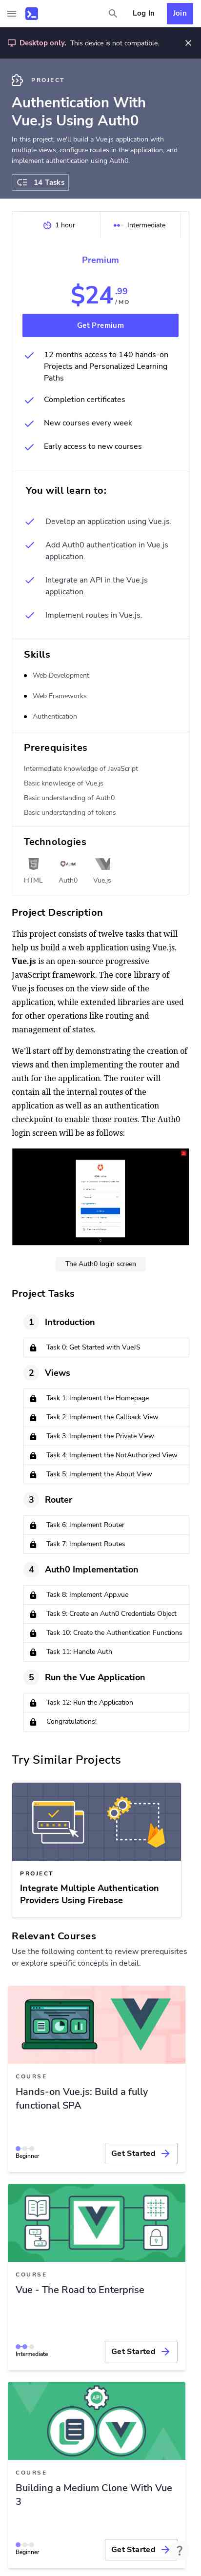 Log In
Join
Desktop only. This device is not compatible.
PROJECT
Authentication With
Vue.js Using Auth0
In this project, we'll build a Vue.js application with
multiple views, configure routes in the application, and
implement authentication using Auth0.
14 Tasks
1 hour
Intermediate
Premium
$24.99 /MO
Get Premium
12 months access to 140 hands-on
Projects and Personalized Learning
Paths
Completion certificates
New courses every week
Early access to new courses
You will learn to:
Develop an application using Vue.js.
Add Auth0 authentication in Vue.js
application.
Integrate an API in the Vue.js
application.
Implement routes in Vue.js.
Skills
Web Development
Web Frameworks
Authentication
Prerequisites
Intermediate knowledge of JavaScript
Basic knowledge of Vue.js
Basic understanding of Auth0
Basic understanding of tokens
Technologies
HTML
Auth0
Vue.js
Project Description
This project consists of twelve tasks that will
help us build a web application using Vue.js.
Vue.js is an open-source progressive
JavaScript framework. The core library of
Vue.js focuses on the view side of the
application, while extended libraries are used
for other operations like routing and
management of states.
We'll start off by demonstrating the creation of
views and then implementing the router and
auth for the application. The router will
contain all the internal routes of the
application as well as an authentication
checkpoint to enable those routes. The Auth0
login screen will be as follows:
Welcome
The Auth0 login screen
Project Tasks
1 Introduction
Task 0: Get Started with VueJS
2 Views
Task 1: Implement the Homepage
Task 2: Implement the Callback View
Task 3: Implement the Private View
Task 4: Implement the NotAuthorized View
Task 5: Implement the About View
3 Router
Task 6: Implement the Router
Task 7: Implement Routes
4 Auth0 Implementation
Task 8: Implement App.vue
Task 9: Create an Auth0 Credentials Object
Task 10: Create the Authentication Functions
Task 11: Handle Auth
5 Run the Vue Application
Task 12: Run the Application
Congratulations!
Try Similar Projects
PROJECT
Integrate Multiple Authentication
Providers Using Firebase
Relevant Courses
Use the following content to review prerequisites
or explore specific concepts in detail.
COURSE
Hands-on Vue.js: Build a fully
functional SPA
Beginner
Get Started
COURSE
Vue - The Road to Enterprise
Intermediate
Get Started
API
COURSE
Building a Medium Clone With Vue
3
Beginner
Get Started
?